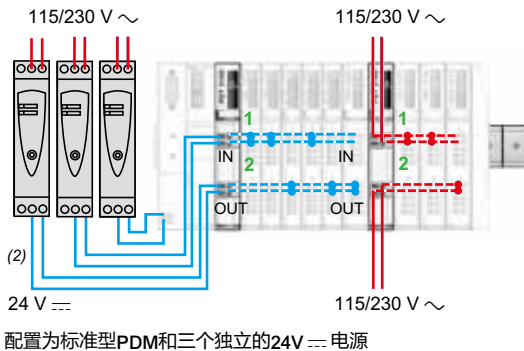 115/230 V ～ 115/230 V ～
1 1
IN IN
2 2
OUT OUT
(2)
24 V ⎓ 115/230 V ～
配置为标准型PDM和三个独立的24V ⎓ 电源